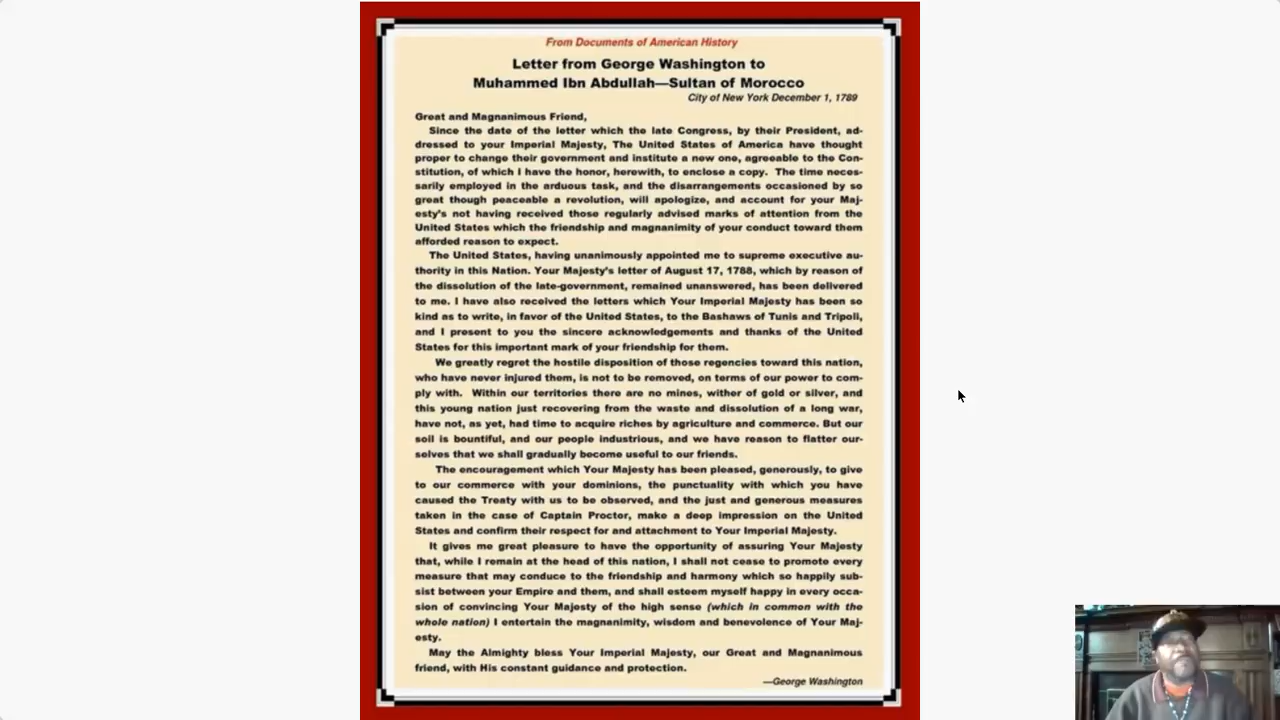 From Documents of American History
Letter from George Washington to
Muhammed Ibn Abdullah—Sultan of Morocco
City of New York December 1, 1789
Great and Magnanimous Friend,
Since the date of the letter which the late Congress, by their President, ad-
dressed to your Imperial Majesty, The United States of America have thought
proper to change their government and institute a new one, agreeable to the Con-
stitution, of which I have the honor, herewith, to enclose a copy. The time neces-
sarily employed in the arduous task, and the disarrangements occasioned by so
great though peaceable a revolution, will apologize, and account for your Maj-
esty's not having received those regularly advised marks of attention from the
United States which the friendship and magnanimity of your conduct toward them
afforded reason to expect.
The United States, having unanimously appointed me to supreme executive au-
thority in this Nation. Your Majesty's letter of August 17, 1788, which by reason of
the dissolution of the late-government, remained unanswered, has been delivered
to me. I have also received the letters which Your Imperial Majesty has been so
kind as to write, in favor of the United States, to the Bashaws of Tunis and Tripoli,
and I present to you the sincere acknowledgements and thanks of the United
States for this important mark of your friendship for them.
We greatly regret the hostile disposition of those regencies toward this nation,
who have never injured them, is not to be removed, on terms of our power to com-
ply with. Within our territories there are no mines, wither of gold or silver, and
this young nation just recovering from the waste and dissolution of a long war,
have not, as yet, had time to acquire riches by agriculture and commerce. But our
soil is bountiful, and our people industrious, and we have reason to flatter our-
selves that we shall gradually become useful to our friends.
The encouragement which Your Majesty has been pleased, generously, to give
to our commerce with your dominions, the punctuality with which you have
caused the Treaty with us to be observed, and the just and generous measures
taken in the case of Captain Proctor, make a deep impression on the United
States and confirm their respect for and attachment to Your Imperial Majesty.
It gives me great pleasure to have the opportunity of assuring Your Majesty
that, while I remain at the head of this nation, I shall not cease to promote every
measure that may conduce to the friendship and harmony which so happily sub-
sist between your Empire and them, and shall esteem myself happy in every occa-
sion of convincing Your Majesty of the high sense (which in common with the
whole nation) I entertain the magnanimity, wisdom and benevolence of Your Maj-
esty.
May the Almighty bless Your Imperial Majesty, our Great and Magnanimous
friend, with His constant guidance and protection.
—George Washington